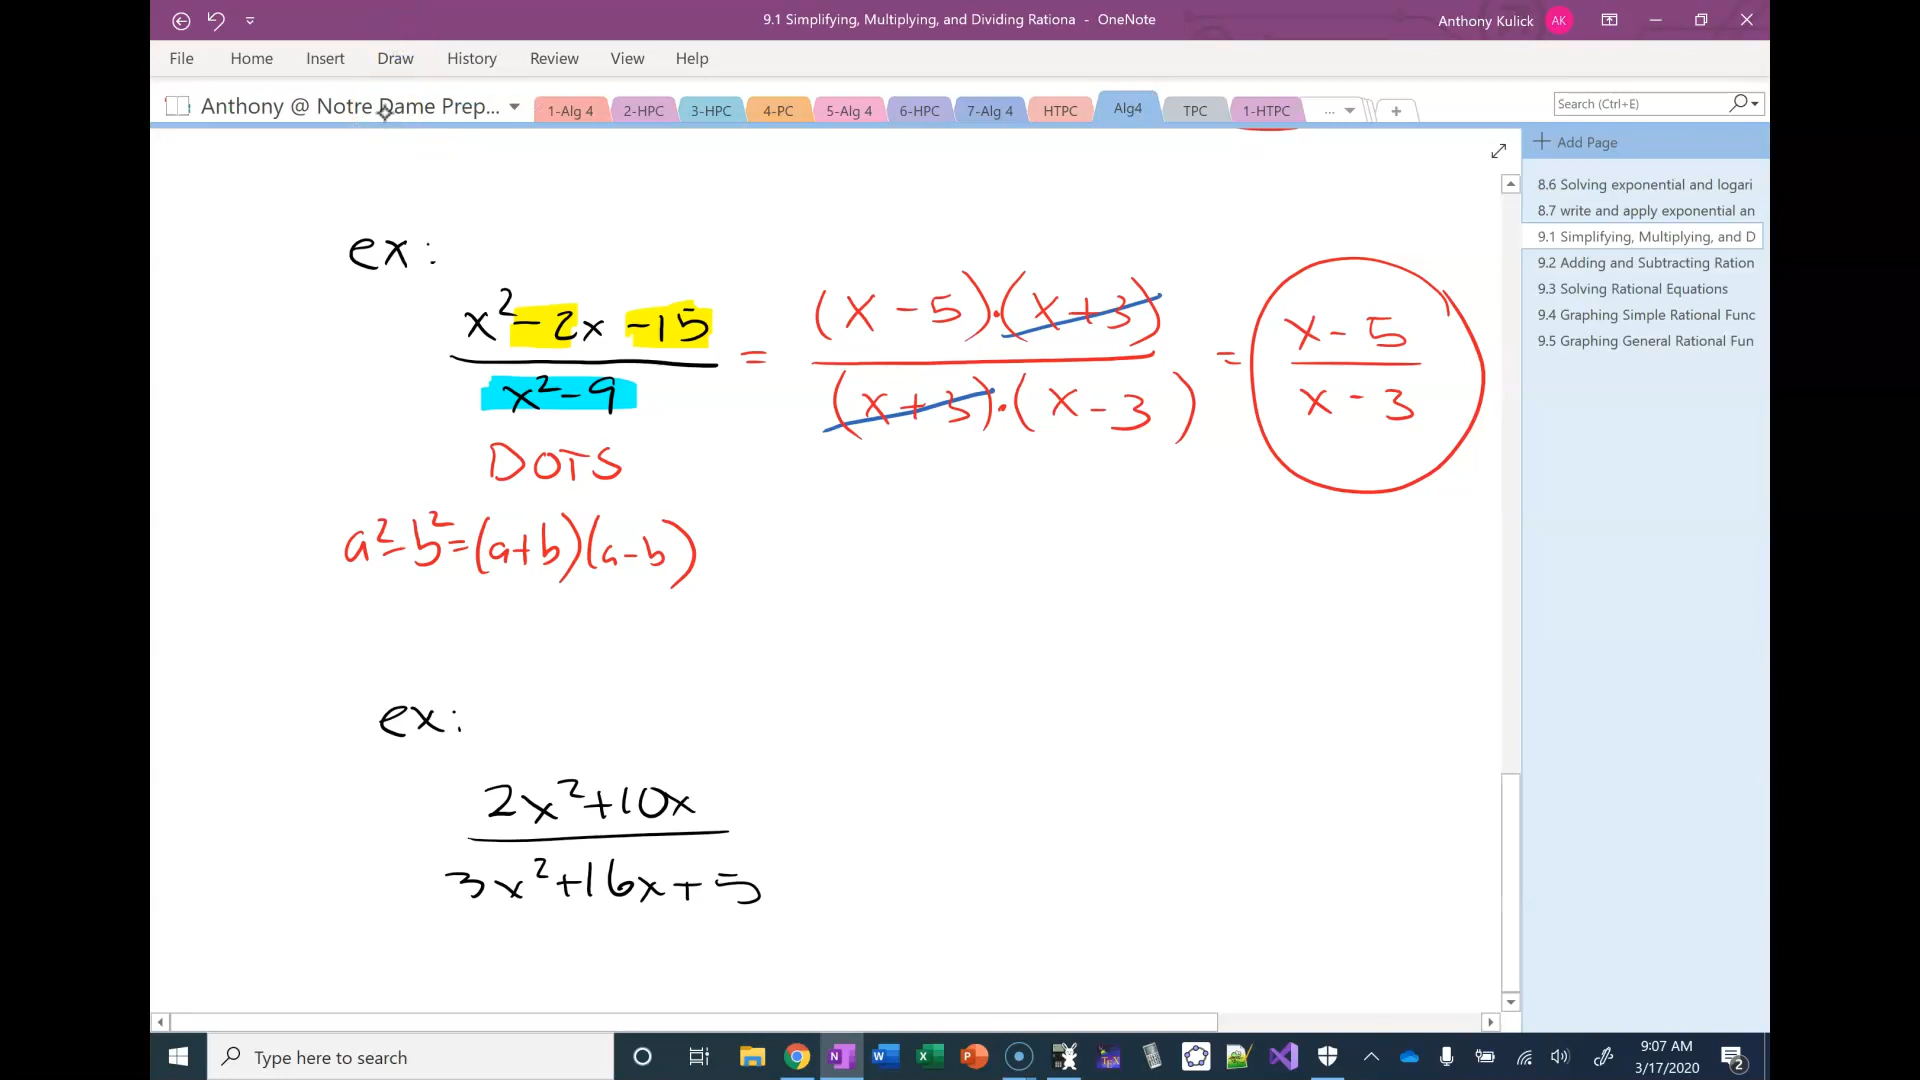 9.1 Simplifying, Multiplying, and Dividing Rationa - OneNote
Anthony Kulick AK
File Home Insert Draw History Review View Help
Anthony @ Notre Dame Prep...
1-Alg 4 2-HPC 3-HPC 4-PC 5-Alg 4 6-HPC 7-Alg 4 HTPC Alg4 TPC 1-HTPC ...
Search (Ctrl+E)
Add Page
8.6 Solving exponential and logari
8.7 write and apply exponential an
9.1 Simplifying, Multiplying, and D
9.2 Adding and Subtracting Ration
9.3 Solving Rational Equations
9.4 Graphing Simple Rational Func
9.5 Graphing General Rational Fun
ex:
x²-2x-15 = (x-5)·(x+3) = x-5
x²-9 (x+3)·(x-3) x-3
DOTS
a²-b²=(a+b)(a-b)
ex:
2x²+10x
3x²+16x+5
Type here to search
9:07 AM
3/17/2020
2